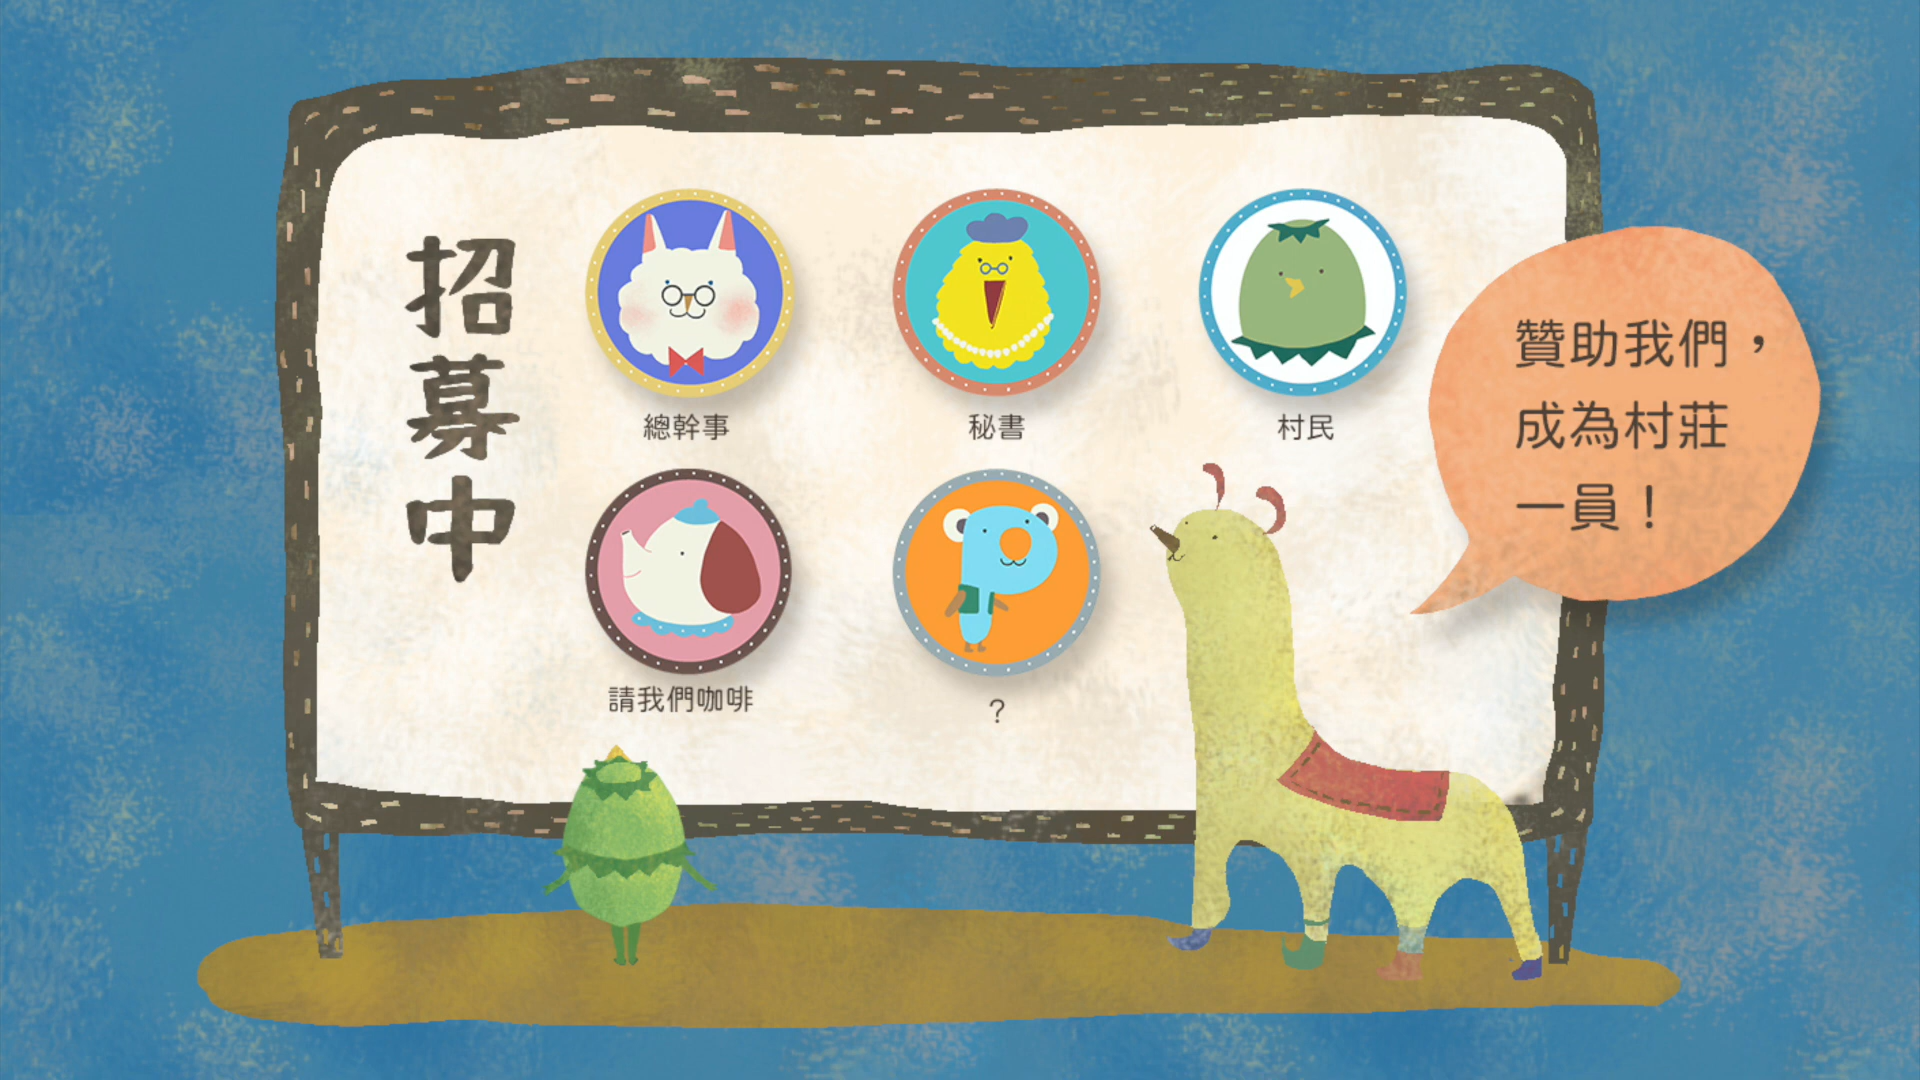 招募中
總幹事
秘書
村民
請我們咖啡
？
贊助我們，
成為村莊
一員！